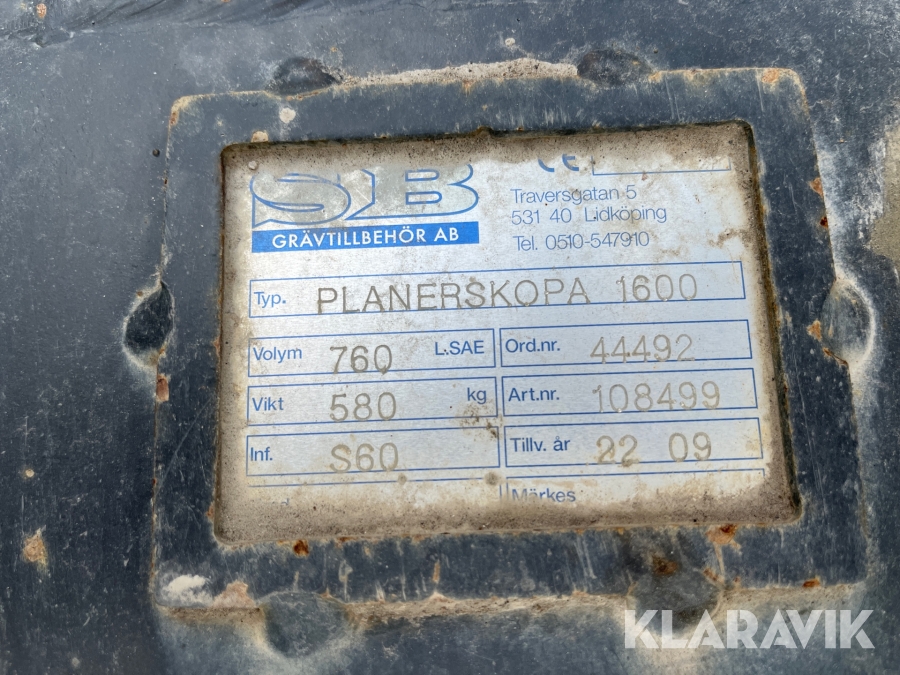 SB CE
GRÄVTILLBEHÖR AB
Traversgatan 5
531 40 Lidköping
Tel. 0510-547910
Typ. PLANERSKOPA 1600
Volym 760 L.SAE Ord.nr. 44492
Vikt 580 kg Art.nr. 108499
Inf. S60 Tillv. år 22 09
Märkes
KLARAVIK